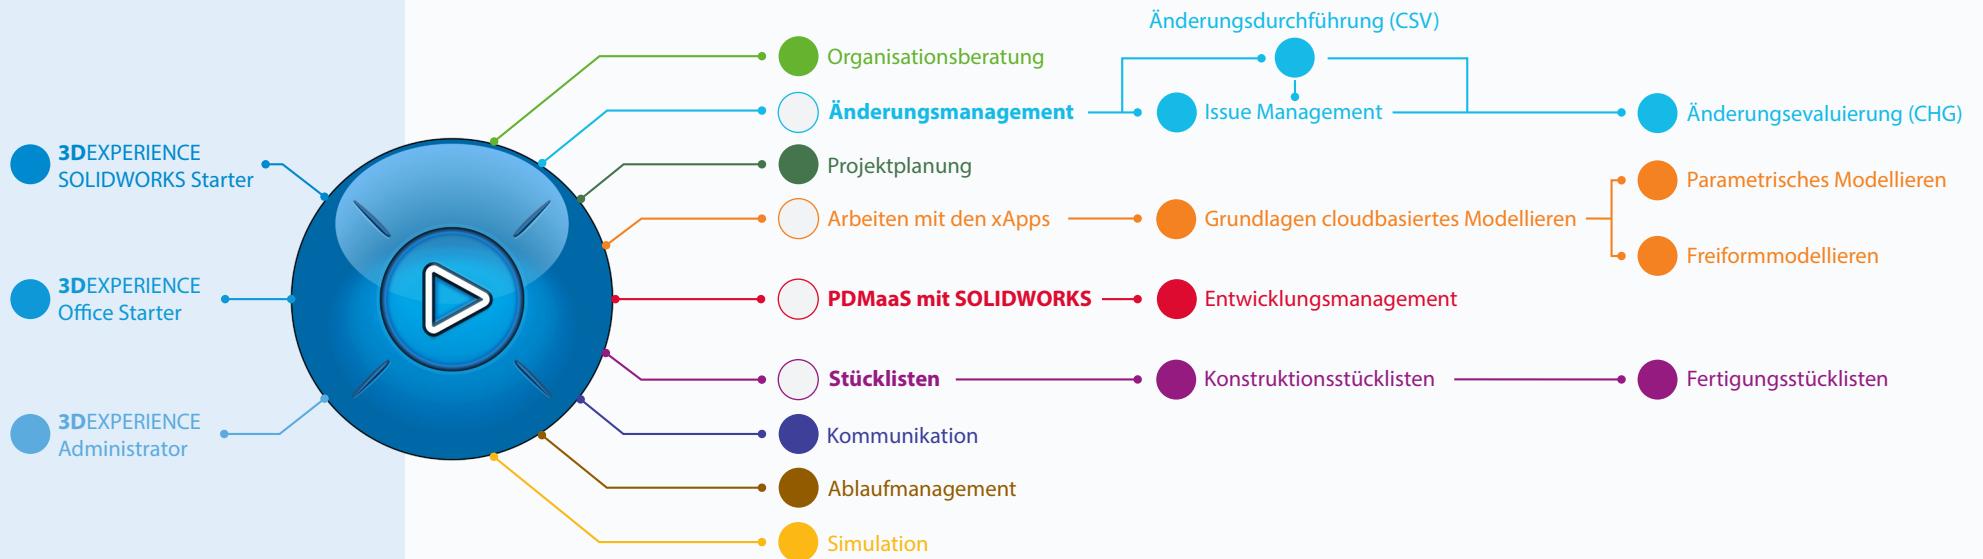 3DEXPERIENCE
SOLIDWORKS Starter
3DEXPERIENCE
Office Starter
3DEXPERIENCE
Administrator
Organisationsberatung
Änderungsmanagement
Änderungsdurchführung (CSV)
Issue Management
Änderungsevaluierung (CHG)
Projektplanung
Arbeiten mit den xApps
Grundlagen cloudbasiertes Modellieren
Parametrisches Modellieren
Freiformmodellieren
PDMaaS mit SOLIDWORKS
Entwicklungsmanagement
Stücklisten
Konstruktionsstücklisten
Fertigungsstücklisten
Kommunikation
Ablaufmanagement
Simulation